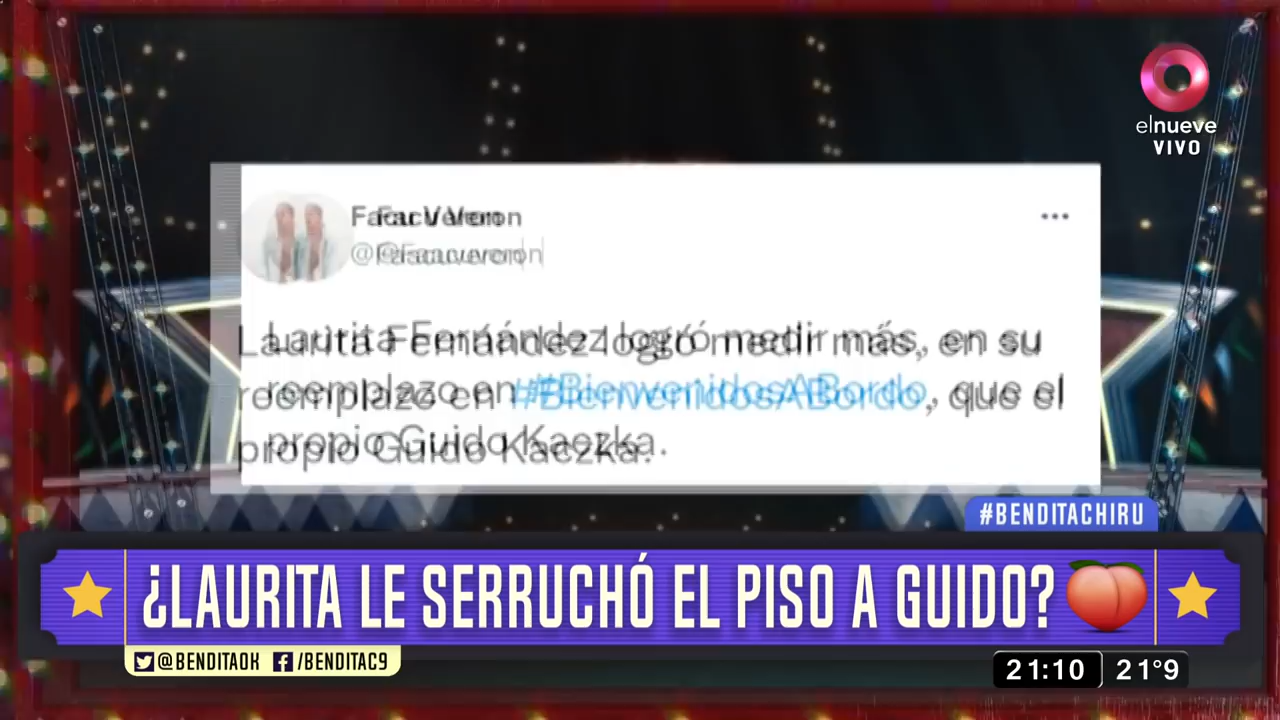 elnueve
VIVO
Facu Veron
@Facuveron
Laurita Fernández logró medir más, en su
reemplazo en #BienvenidosABordo, que el
propio Guido Kaczka.
#BENDITACHIRU
¿LAURITA LE SERRUCHÓ EL PISO A GUIDO?
@BENDITAOK /BENDITAC9
21:10 21°9